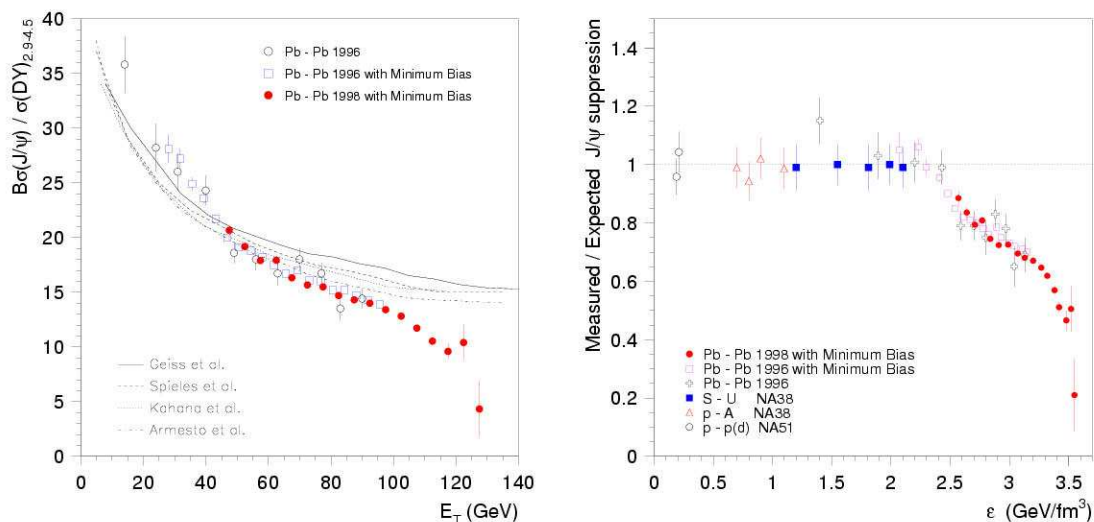 Bσ(J/ψ) / σ(DY)2.9-4.5
40
35
30
25
20
15
10
5
0
Pb - Pb 1996
Pb - Pb 1996 with Minimum Bias
Pb - Pb 1998 with Minimum Bias
Geiss et al.
Spieles et al.
Kahana et al.
Armesto et al.
0 20 40 60 80 100 120 140
ET (GeV)
Measured / Expected J/ψ suppression
1.4
1.2
1
0.8
0.6
0.4
0.2
0
Pb - Pb 1998 with Minimum Bias
Pb - Pb 1996 with Minimum Bias
Pb - Pb 1996
S - U NA38
p - A NA38
p - p(d) NA51
0 0.5 1 1.5 2 2.5 3 3.5
ε (GeV/fm3)